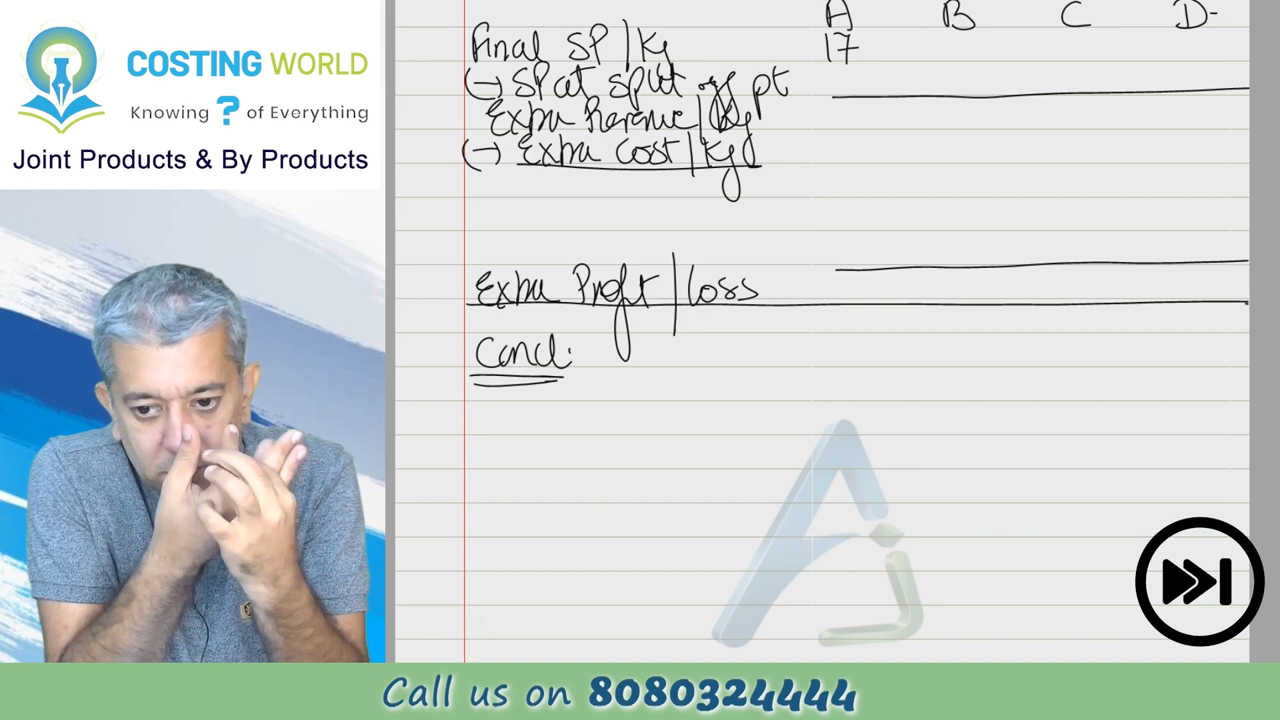 COSTING WORLD
Knowing ? of Everything
Joint Products & By Products
A B C D
Final SP/Kg 17
(-) SP at split off pt
Extra Revenue/Kg
(-) Extra Cost/Kg
Extra Profit/Loss
Concl.
Call us on 8080324444